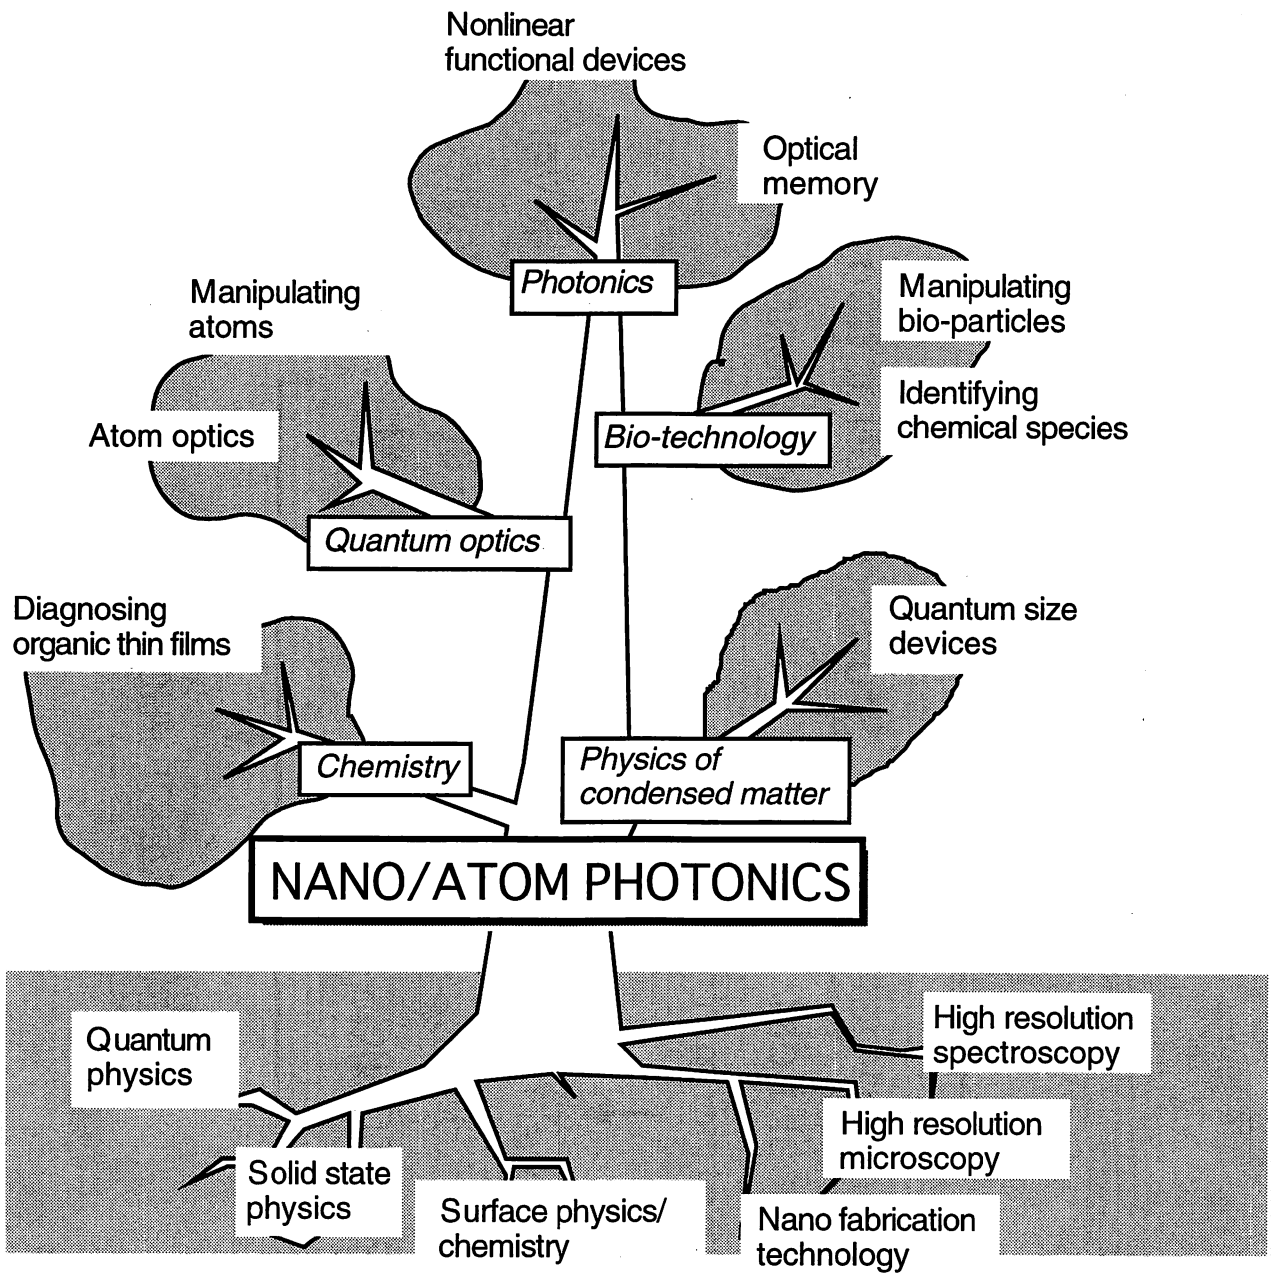 Nonlinear
functional devices
Optical
memory
Photonics
Manipulating
atoms
Manipulating
bio-particles
Identifying
chemical species
Atom optics
Bio-technology
Quantum optics
Diagnosing
organic thin films
Quantum size
devices
Chemistry
Physics of
condensed matter
NANO/ATOM PHOTONICS
Quantum
physics
High resolution
spectroscopy
High resolution
microscopy
Solid state
physics
Surface physics/
chemistry
Nano fabrication
technology